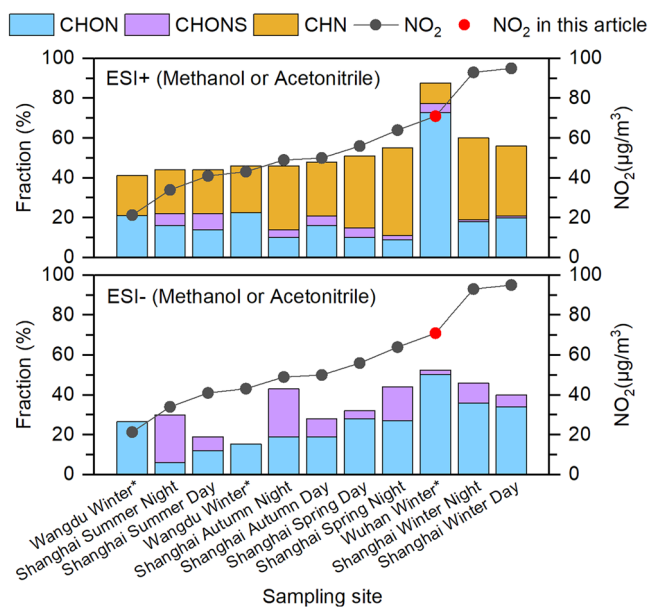 CHON CHONS CHN NO₂ NO₂ in this article
ESI+ (Methanol or Acetonitrile)
Fraction (%)
100
80
60
40
20
0
NO₂(μg/m³)
100
80
60
40
20
0
ESI- (Methanol or Acetonitrile)
Fraction (%)
100
80
60
40
20
0
NO₂(μg/m³)
100
80
60
40
20
0
Wangdu Winter*
Shanghai Summer Night
Shanghai Summer Day
Wangdu Winter*
Shanghai Autumn Night
Shanghai Autumn Day
Shanghai Spring Day
Shanghai Spring Night
Wuhan Winter*
Shanghai Winter Night
Shanghai Winter Day
Sampling site